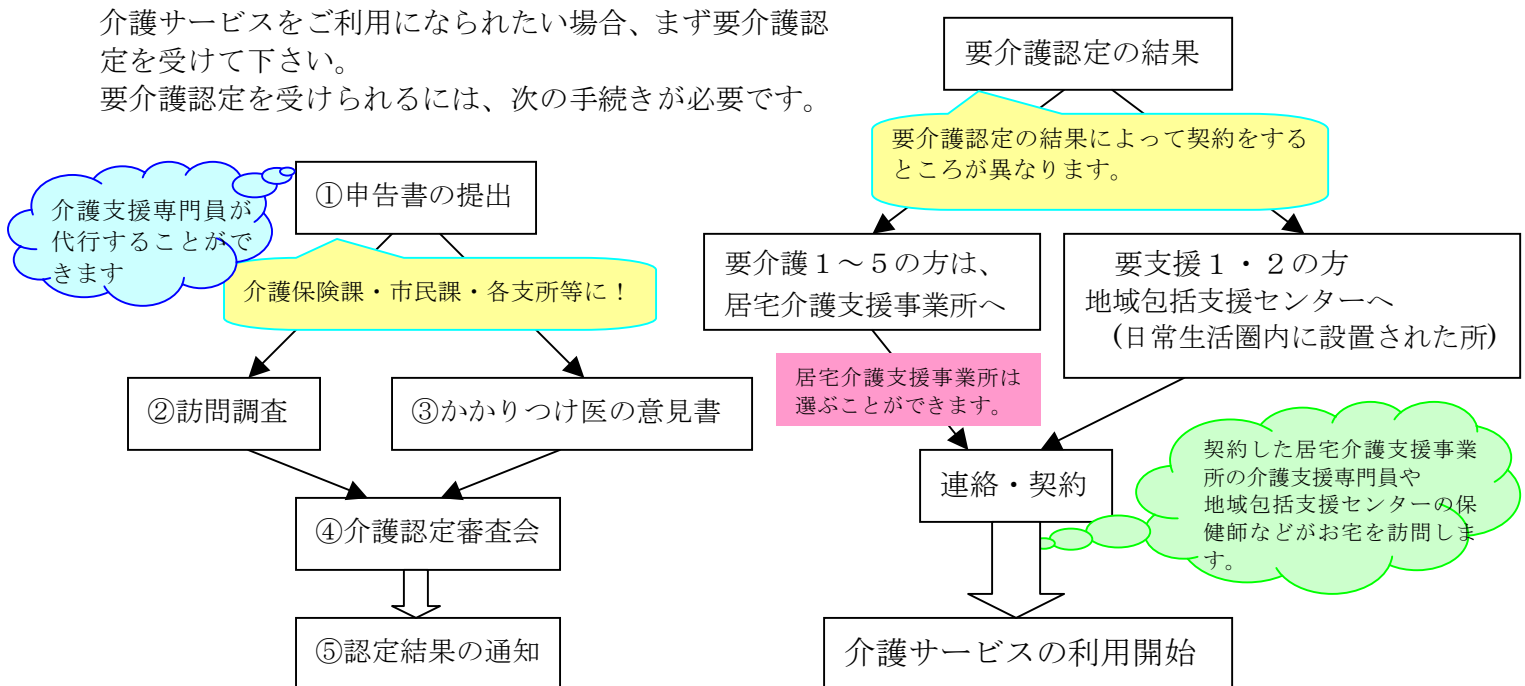 介護サービスをご利用になられたい場合、まず要介護認
定を受けて下さい。
要介護認定を受けられるには、次の手続きが必要です。
①申告書の提出
介護支援専門員が
代行することがで
きます
介護保険課・市民課・各支所等に！
②訪問調査
③かかりつけ医の意見書
④介護認定審査会
⑤認定結果の通知
要介護認定の結果
要介護認定の結果によって契約をする
ところが異なります。
要介護１～５の方は、
居宅介護支援事業所へ
要支援１・２の方
地域包括支援センターへ
(日常生活圏内に設置された所)
居宅介護支援事業所は
選ぶことができます。
連絡・契約
契約した居宅介護支援事業
所の介護支援専門員や
地域包括支援センターの保
健師などがお宅を訪問しま
す。
介護サービスの利用開始